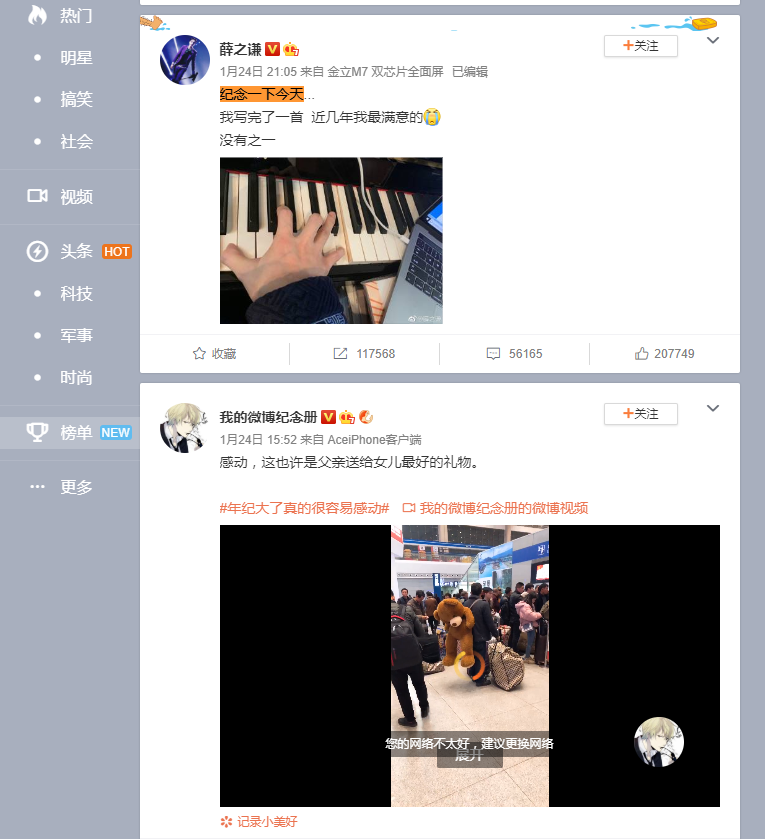 热门
明星
搞笑
社会
视频
头条 HOT
科技
军事
时尚
榜单 NEW
更多
薛之谦
+关注
1月24日 21:05 来自 金立M7 双芯片全面屏 已编辑
纪念一下今天...
我写完了一首 近几年我最满意的
没有之一
收藏
117568
56165
207749
我的微博纪念册
+关注
1月24日 15:52 来自 AceiPhone客户端
感动，这也许是父亲送给女儿最好的礼物。
#年纪大了真的很容易感动# 我的微博纪念册的微博视频
您的网络不太好，建议更换网络
展开
记录小美好